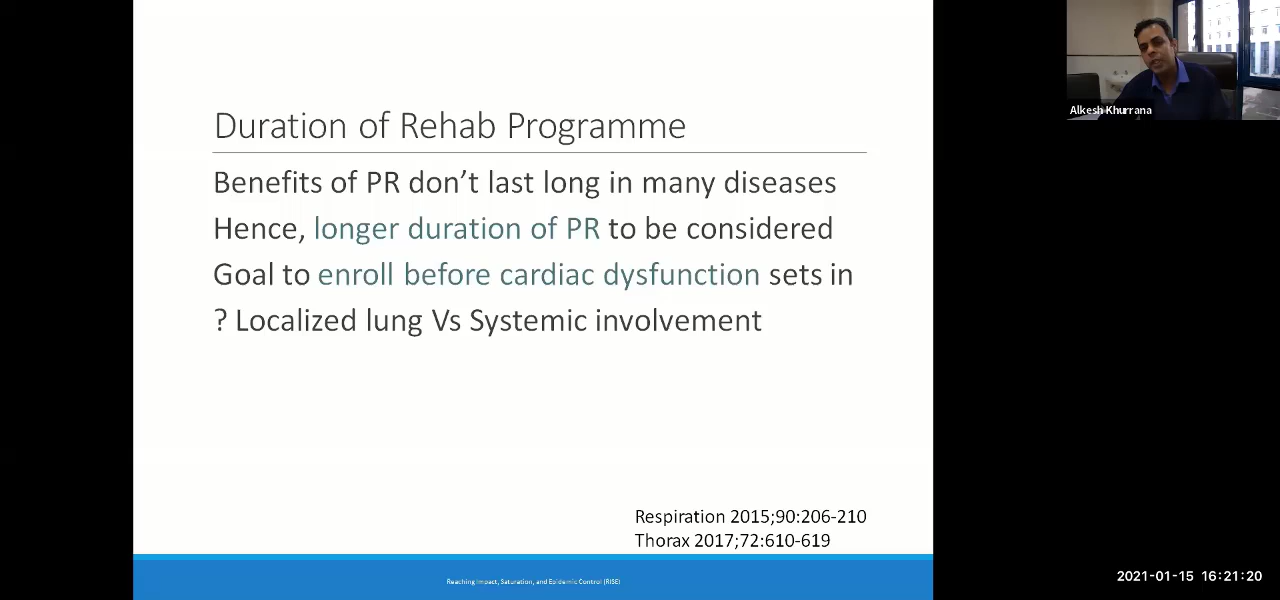 Duration of Rehab Programme
Benefits of PR don’t last long in many diseases
Hence, longer duration of PR to be considered
Goal to enroll before cardiac dysfunction sets in
? Localized lung Vs Systemic involvement
Respiration 2015;90:206-210
Thorax 2017;72:610-619
Reaching Impact, Saturation, and Epidemic Control (RISE)
Alkesh Khurrana
2021-01-15 16:21:20